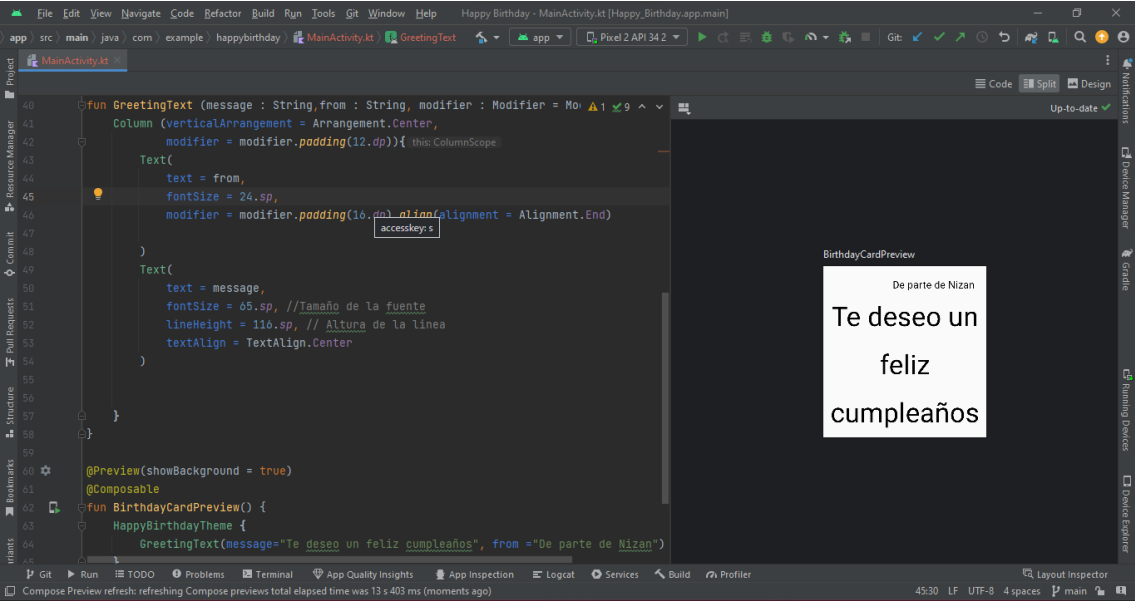 File Edit View Navigate Code Refactor Build Run Tools Git Window Help Happy Birthday - MainActivity.kt [Happy_Birthday.app.main]
app src main java com example happybirthday MainActivity.kt GreetingText app Pixel 2 API 34 2 Git:
MainActivity.kt
Code Split Design
40 fun GreetingText (message : String,from : String, modifier : Modifier = Mo 1 9
Up-to-date
41 Column (verticalArrangement = Arrangement.Center,
42 modifier = modifier.padding(12.dp)){ this: ColumnScope
43 Text(
44 text = from,
45 fontSize = 24.sp,
46 modifier = modifier.padding(16.dp).align(alignment = Alignment.End)
accesskey: s
47
48 )
49 Text(
50 text = message,
51 fontSize = 65.sp, //Tamaño de la fuente
52 lineHeight = 116.sp, // Altura de la linea
53 textAlign = TextAlign.Center
54 )
55
56
57 }
58 }
59
60 @Preview(showBackground = true)
61 @Composable
62 fun BirthdayCardPreview() {
63 HappyBirthdayTheme {
64 GreetingText(message="Te deseo un feliz cumpleaños", from ="De parte de Nizan")
65 }
BirthdayCardPreview
De parte de Nizan
Te deseo un
feliz
cumpleaños
Project
Resource Manager
Commit
Pull Requests
Structure
Bookmarks
Notifications
Device Manager
Gradle
Running Devices
Device Explorer
Git Run TODO Problems Terminal App Quality Insights App Inspection Logcat Services Build Profiler Layout Inspector
Compose Preview refresh: refreshing Compose previews total elapsed time was 13 s 403 ms (moments ago) 45:30 LF UTF-8 4 spaces main